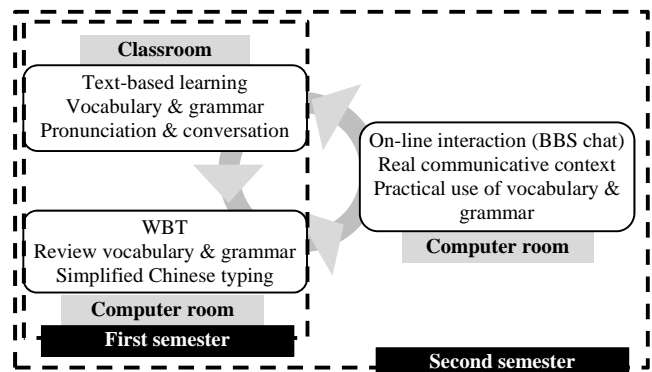 Classroom
Text-based learning
Vocabulary & grammar
Pronunciation & conversation
On-line interaction (BBS chat)
Real communicative context
Practical use of vocabulary &
grammar
Computer room
WBT
Review vocabulary & grammar
Simplified Chinese typing
Computer room
First semester
Second semester